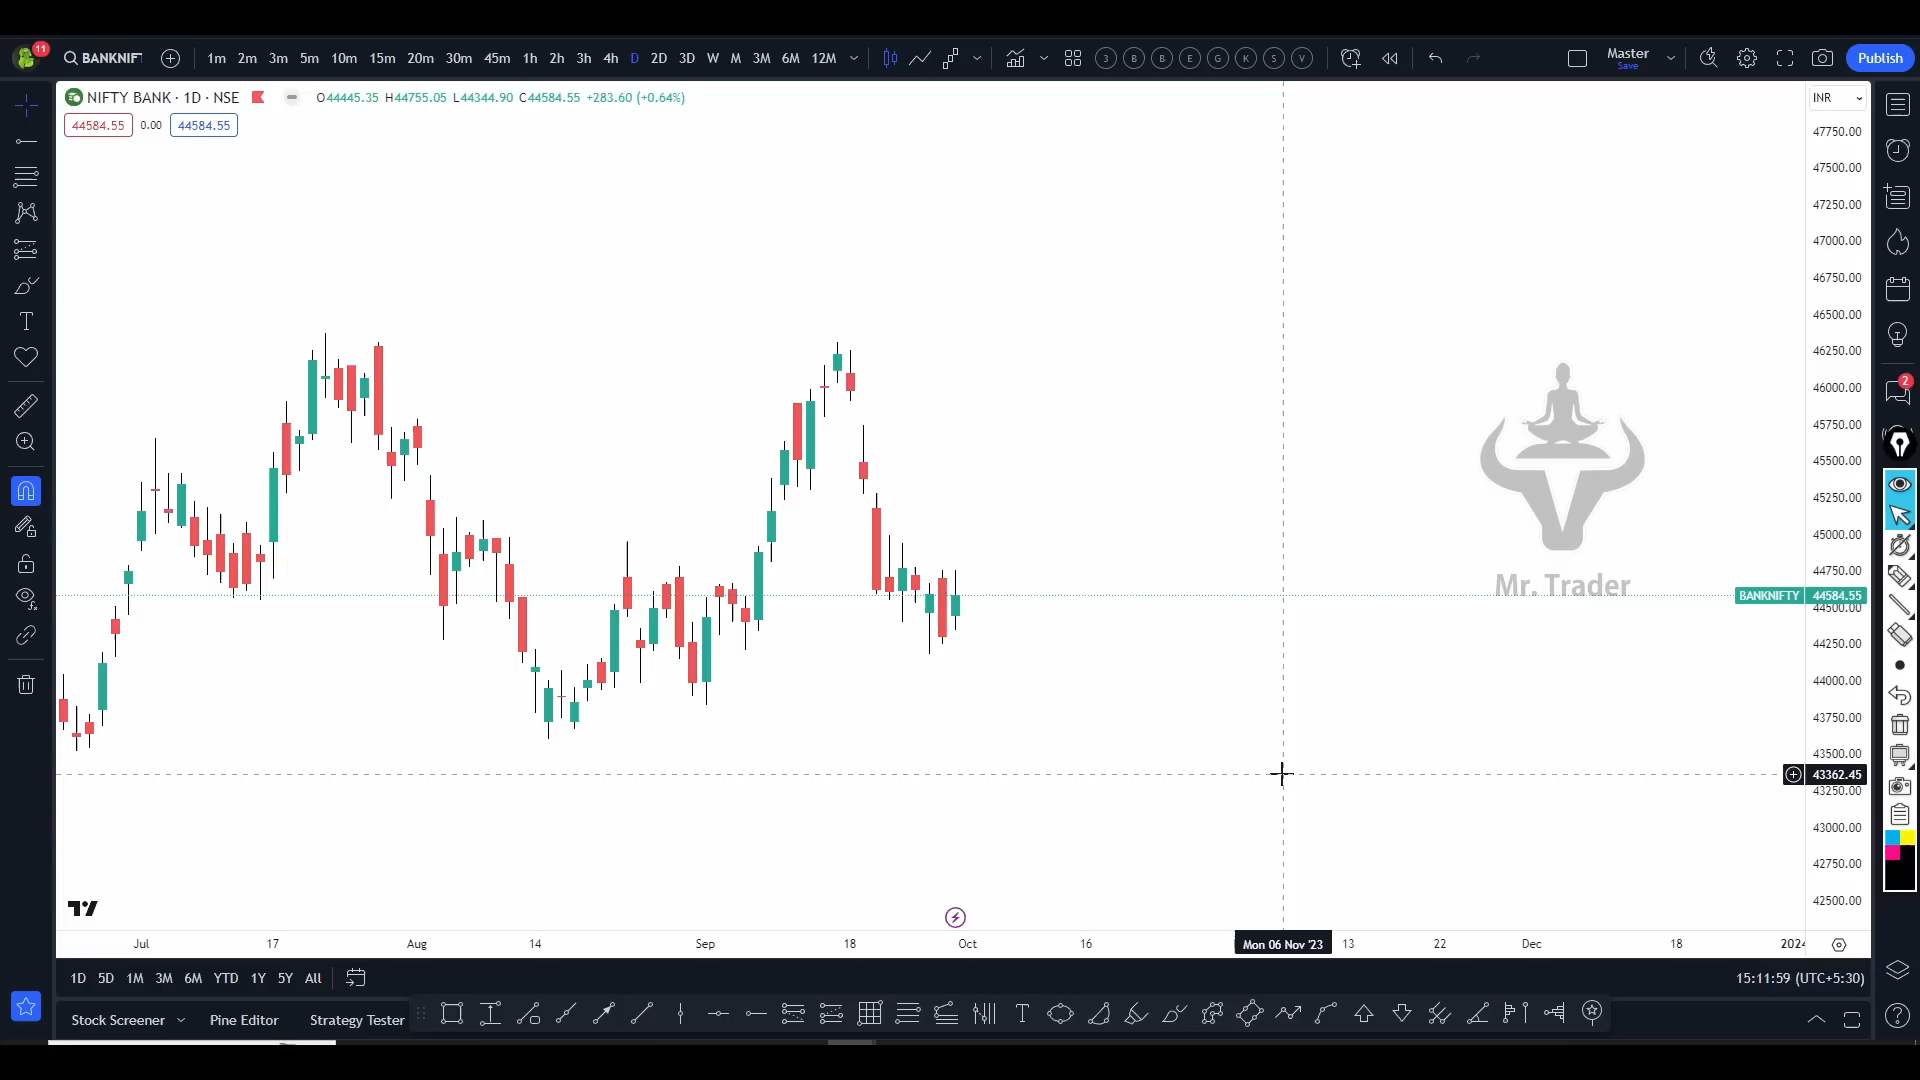 11 BANKNIF 1m 2m 3m 5m 10m 15m 20m 30m 45m 1h 2h 3h 4h D 2D 3D W M 3M 6M 12M 3 B B E G K S V Master Publish
Save
NIFTY BANK · 1D · NSE O44445.35 H44755.05 L44344.90 C44584.55 +283.60 (+0.64%) INR
44584.55 0.00 44584.55
47750.00
47500.00
47250.00
47000.00
46750.00
46500.00
46250.00
46000.00
2
45750.00
45500.00
45250.00
45000.00
44750.00
Mr. Trader
BANKNIFTY 44584.55
44500.00
44250.00
44000.00
43750.00
43500.00
43362.45
43250.00
43000.00
42750.00
42500.00
Jul 17 Aug 14 Sep 18 Oct 16 Mon 06 Nov '23 13 22 Dec 18 2024
1D 5D 1M 3M 6M YTD 1Y 5Y All 15:11:59 (UTC+5:30)
Stock Screener Pine Editor Strategy Tester